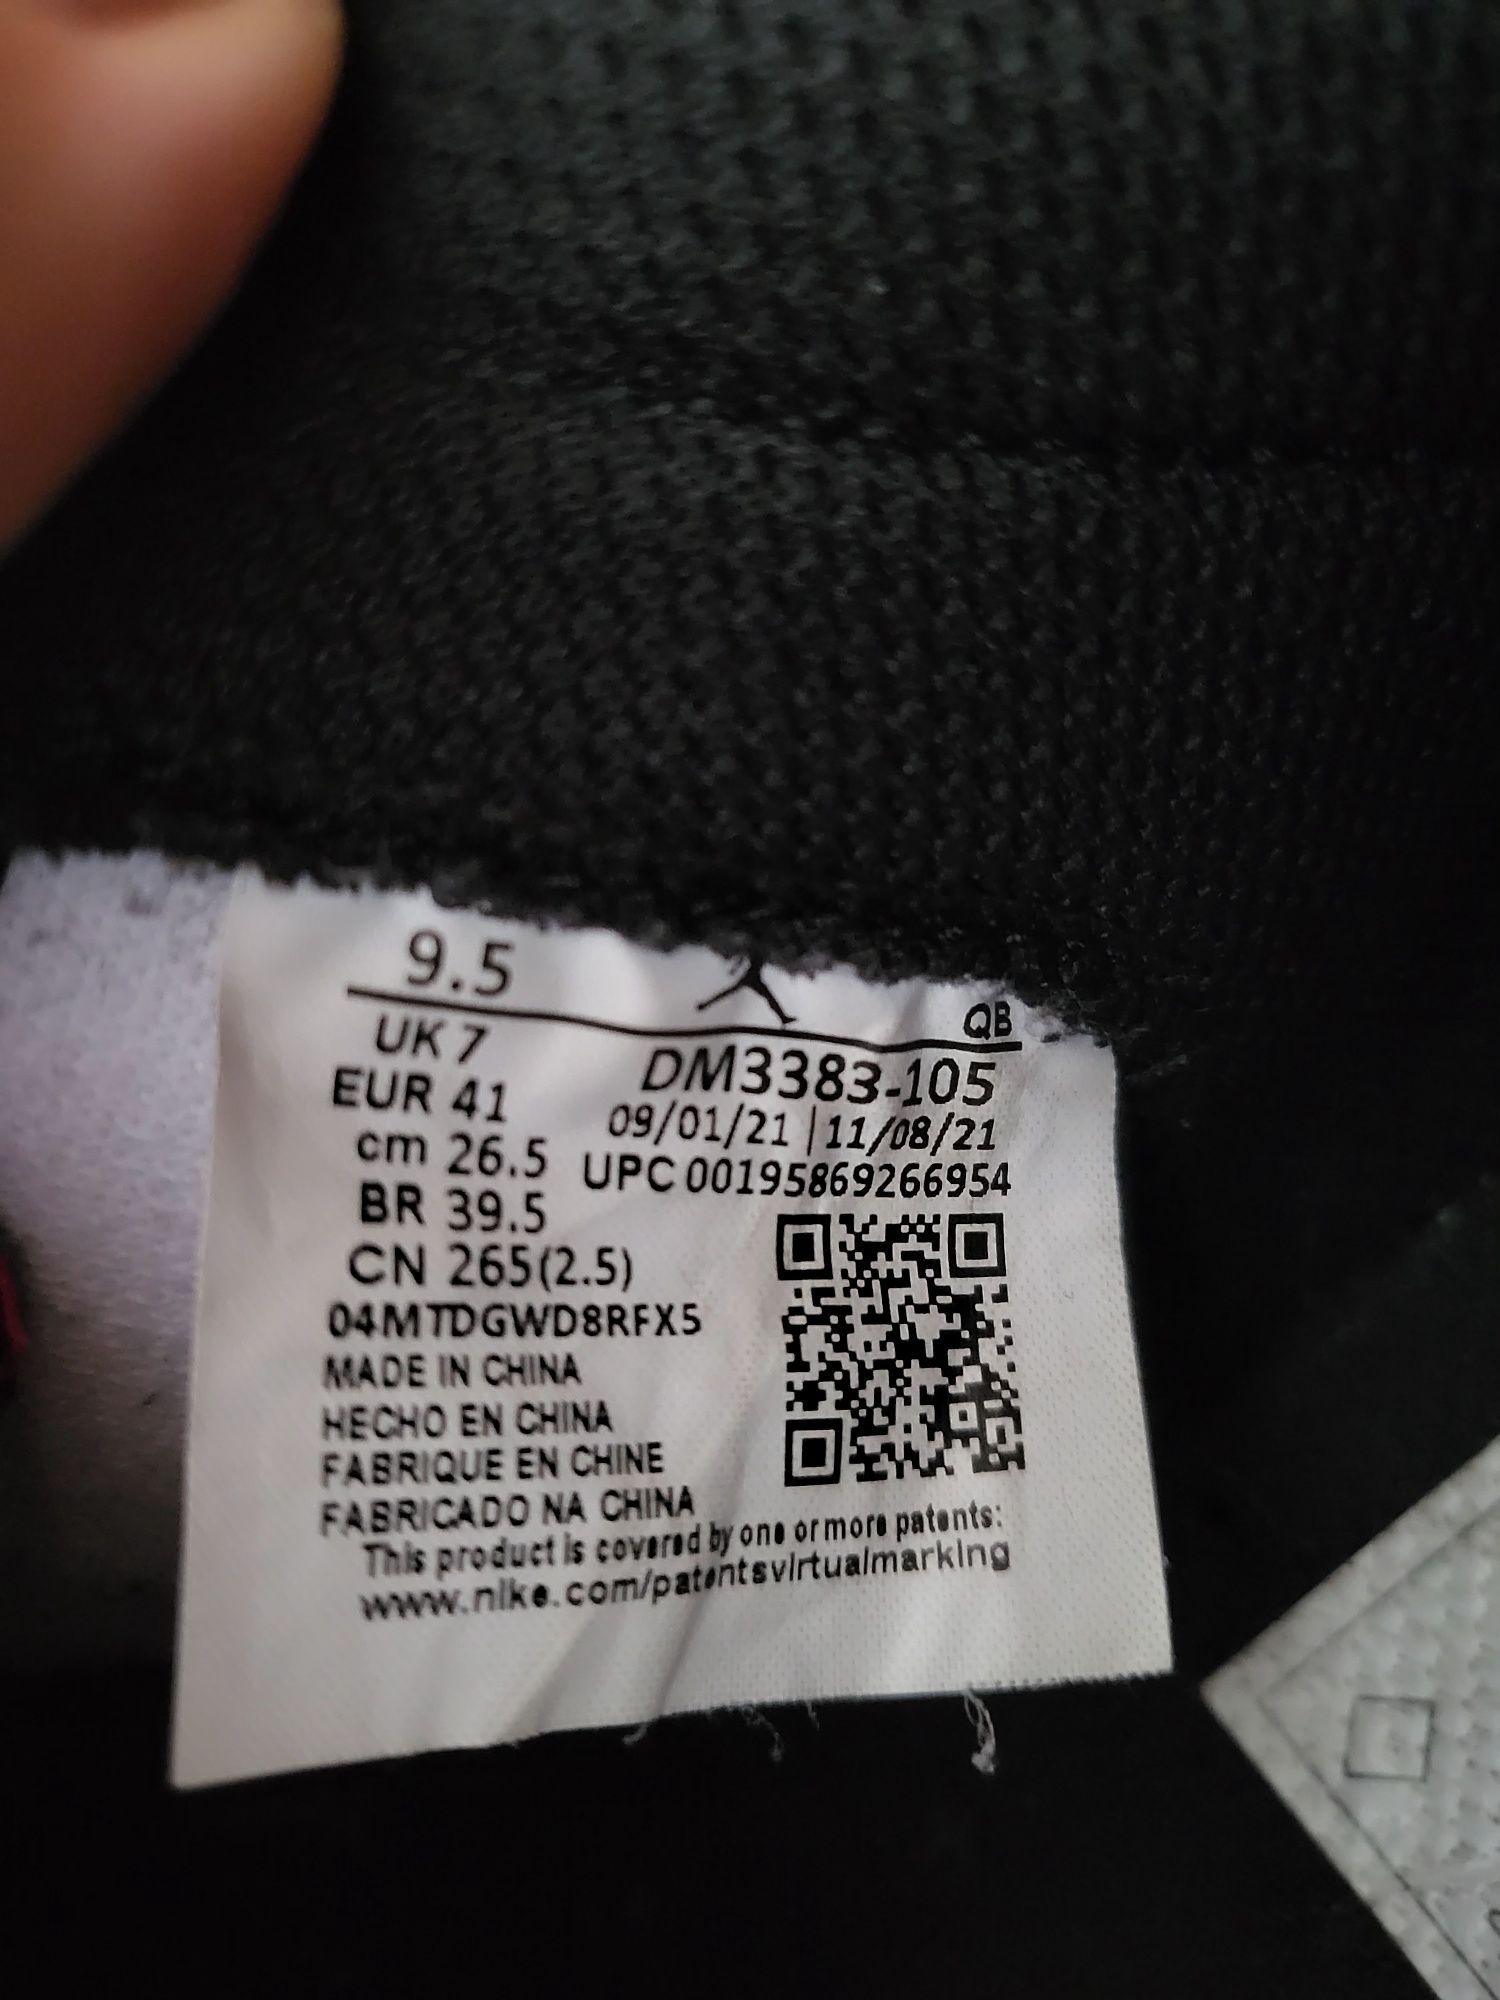 9.5
QB
UK 7
DM3383-105
EUR 41
09/01/21 | 11/08/21
cm 26.5
UPC 00195869266954
BR 39.5
CN 265(2.5)
04MTDGWD8RFX5
MADE IN CHINA
HECHO EN CHINA
FABRIQUE EN CHINE
FABRICADO NA CHINA
This product is covered by one or more patents:
www.nike.com/patentsvirtualmarking